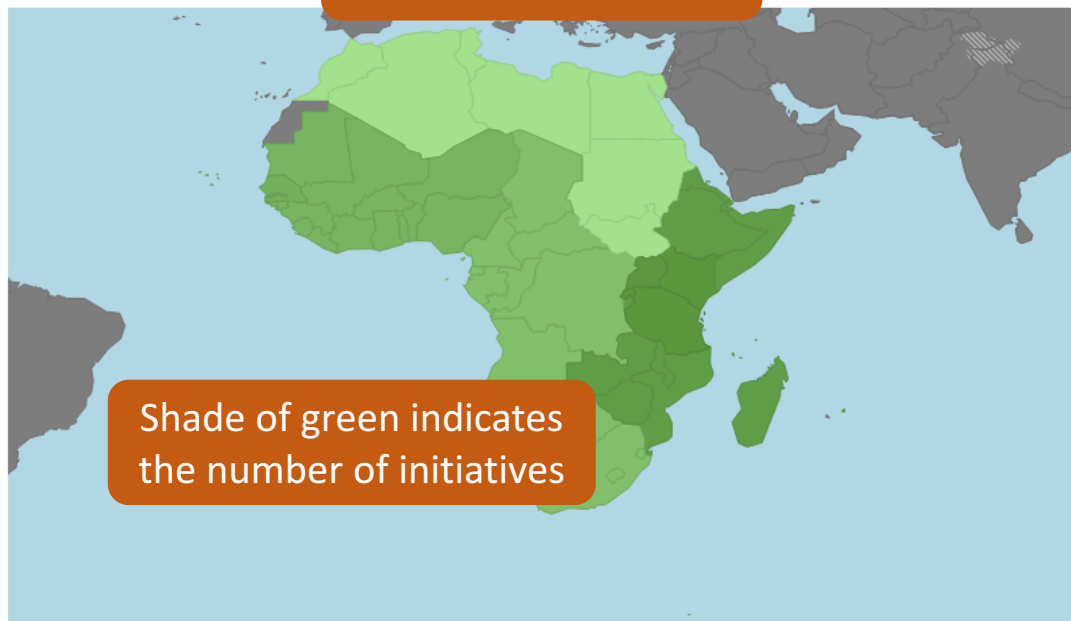 Shade of green indicates
the number of initiatives